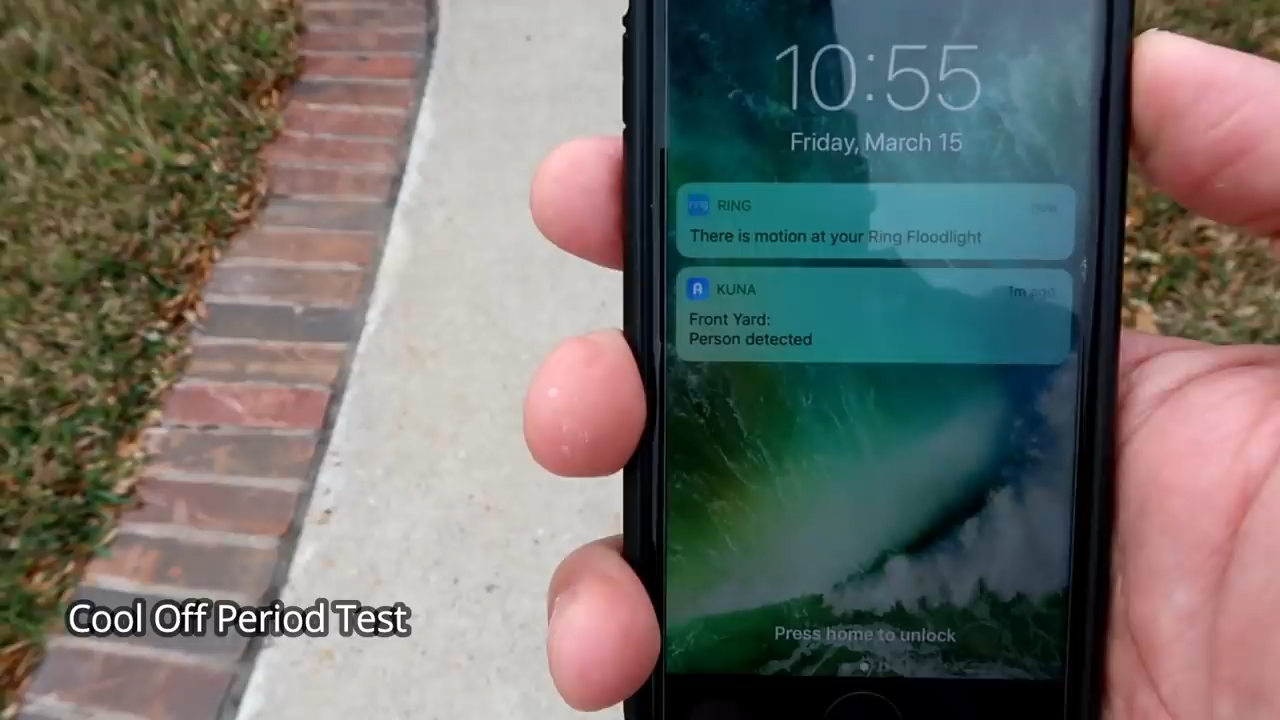 10:55
Friday, March 15
ring RING now
There is motion at your Ring Floodlight
KUNA 1m ago
Front Yard:
Person detected
Press home to unlock
Cool Off Period Test